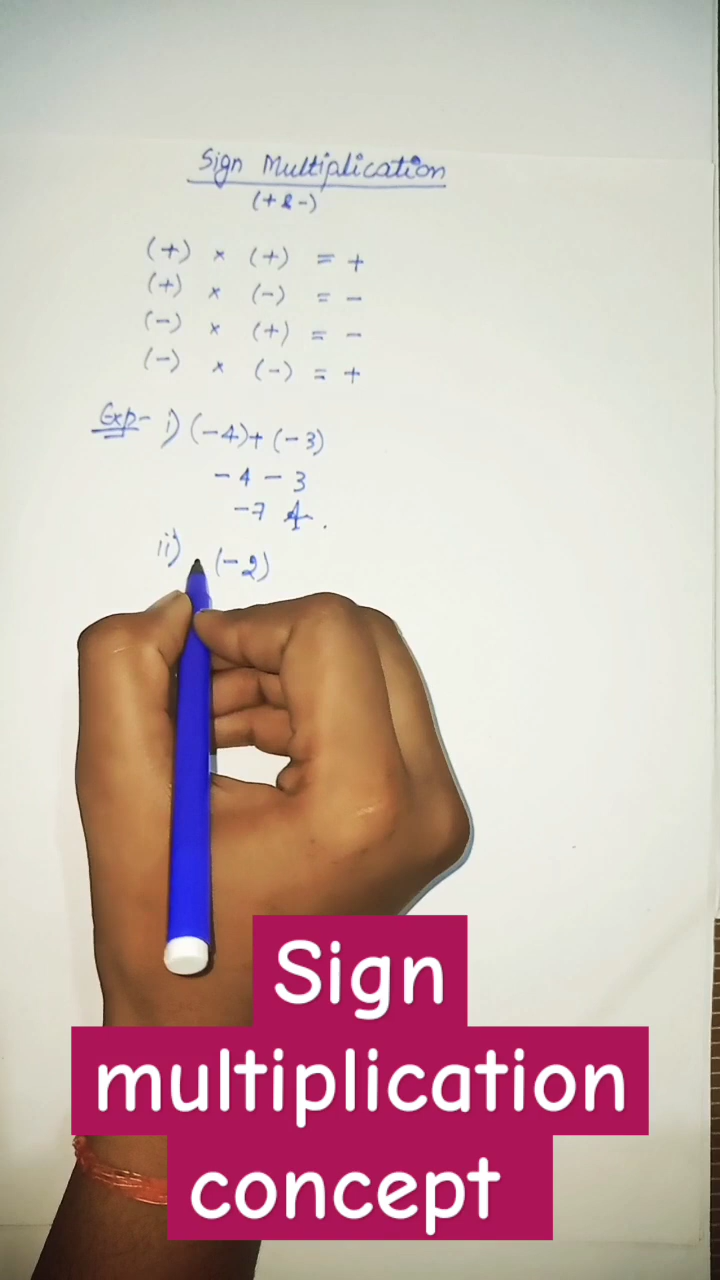 Sign Multiplication
(+ & -)
(+) × (+) = +
(+) × (-) = -
(-) × (+) = -
(-) × (-) = +
Exp- i) (-4)+(-3)
-4-3
-7
ii) (-2)
Sign
multiplication
concept